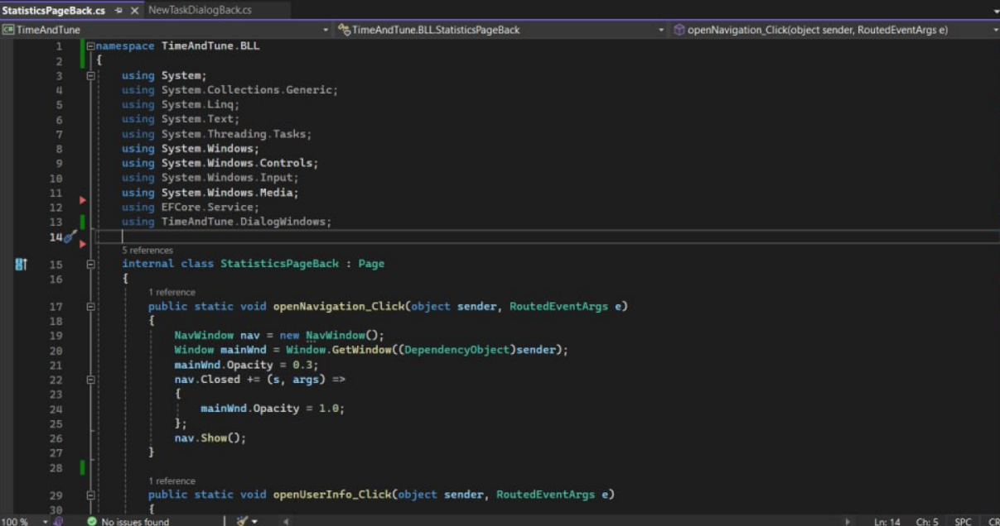 StatisticsPageBack.cs NewTaskDialogBack.cs
C# TimeAndTune TimeAndTune.BLL.StatisticsPageBack openNavigation_Click(object sender, RoutedEventArgs e)
1 namespace TimeAndTune.BLL
2 {
3 using System;
4 using System.Collections.Generic;
5 using System.Linq;
6 using System.Text;
7 using System.Threading.Tasks;
8 using System.Windows;
9 using System.Windows.Controls;
10 using System.Windows.Input;
11 using System.Windows.Media;
12 using EFCore.Service;
13 using TimeAndTune.DialogWindows;
14
5 references
15 internal class StatisticsPageBack : Page
16 {
1 reference
17 public static void openNavigation_Click(object sender, RoutedEventArgs e)
18 {
19 NavWindow nav = new NavWindow();
20 Window mainWnd = Window.GetWindow((DependencyObject)sender);
21 mainWnd.Opacity = 0.3;
22 nav.Closed += (s, args) =>
23 {
24 mainWnd.Opacity = 1.0;
25 };
26 nav.Show();
27 }
28
1 reference
29 public static void openUserInfo_Click(object sender, RoutedEventArgs e)
30 {
100 % No issues found Ln: 14 Ch: 5 SPC CR